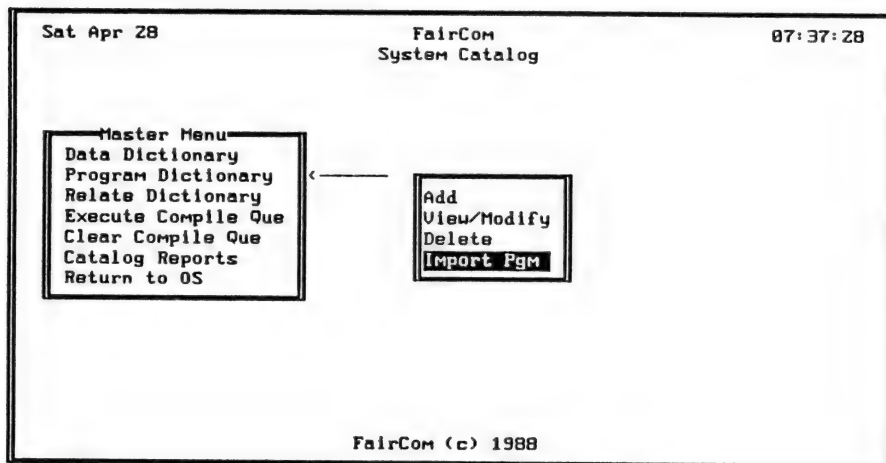 Sat Apr 28
FairCom
07:37:28
System Catalog
Master Menu
Data Dictionary
Program Dictionary
Relate Dictionary
Execute Compile Que
Clear Compile Que
Catalog Reports
Return to OS
Add
View/Modify
Delete
Import Pgm
FairCom (c) 1988